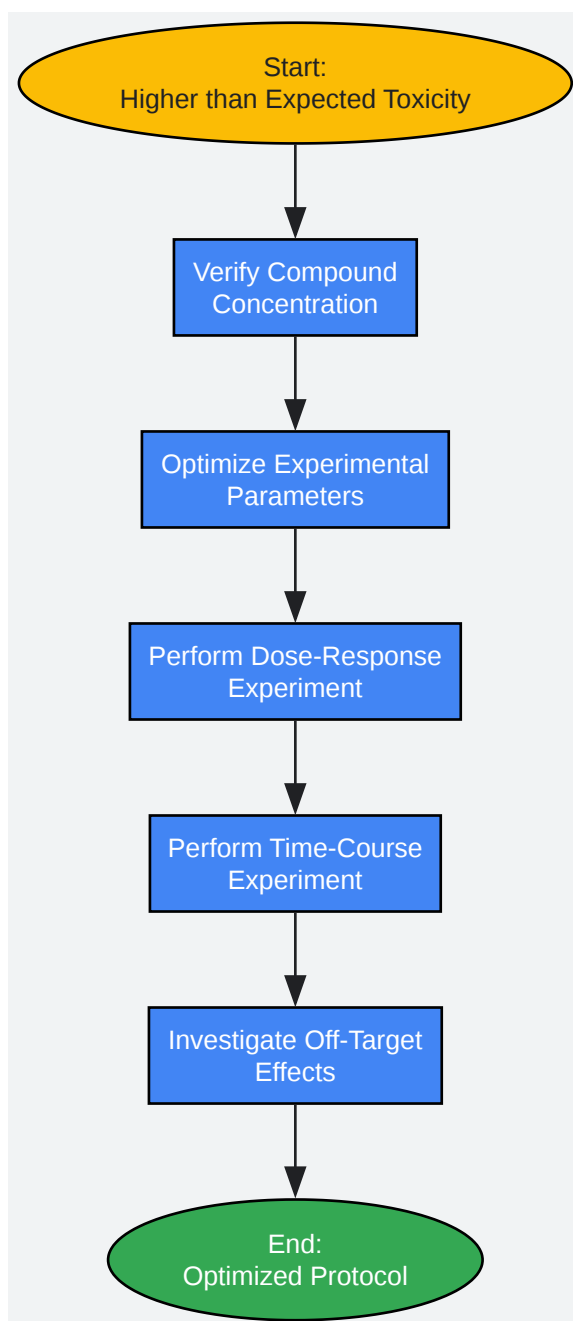 Start:
Higher than Expected Toxicity
Verify Compound
Concentration
Optimize Experimental
Parameters
Perform Dose-Response
Experiment
Perform Time-Course
Experiment
Investigate Off-Target
Effects
End:
Optimized Protocol